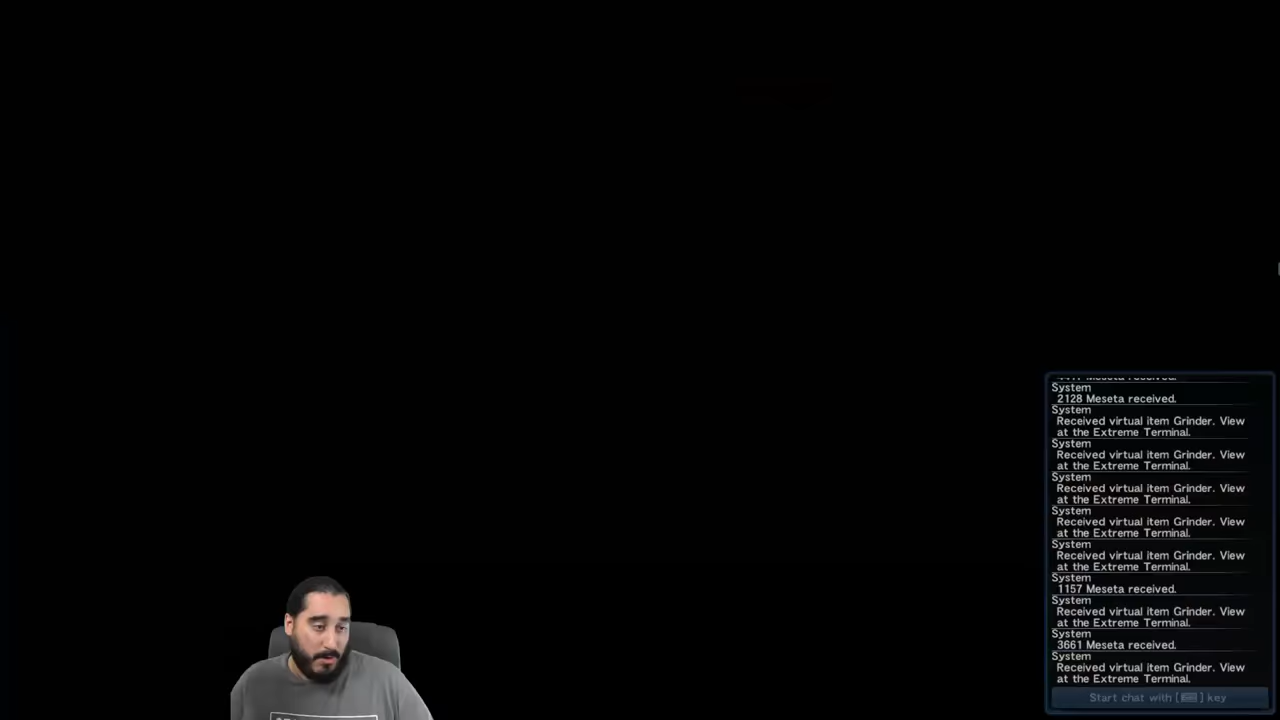 System
2128 Meseta received.
System
Received virtual item Grinder. View
at the Extreme Terminal.
System
Received virtual item Grinder. View
at the Extreme Terminal.
System
Received virtual item Grinder. View
at the Extreme Terminal.
System
Received virtual item Grinder. View
at the Extreme Terminal.
System
Received virtual item Grinder. View
at the Extreme Terminal.
System
1157 Meseta received.
System
Received virtual item Grinder. View
at the Extreme Terminal.
System
3661 Meseta received.
System
Received virtual item Grinder. View
at the Extreme Terminal.
Start chat with [ ] key